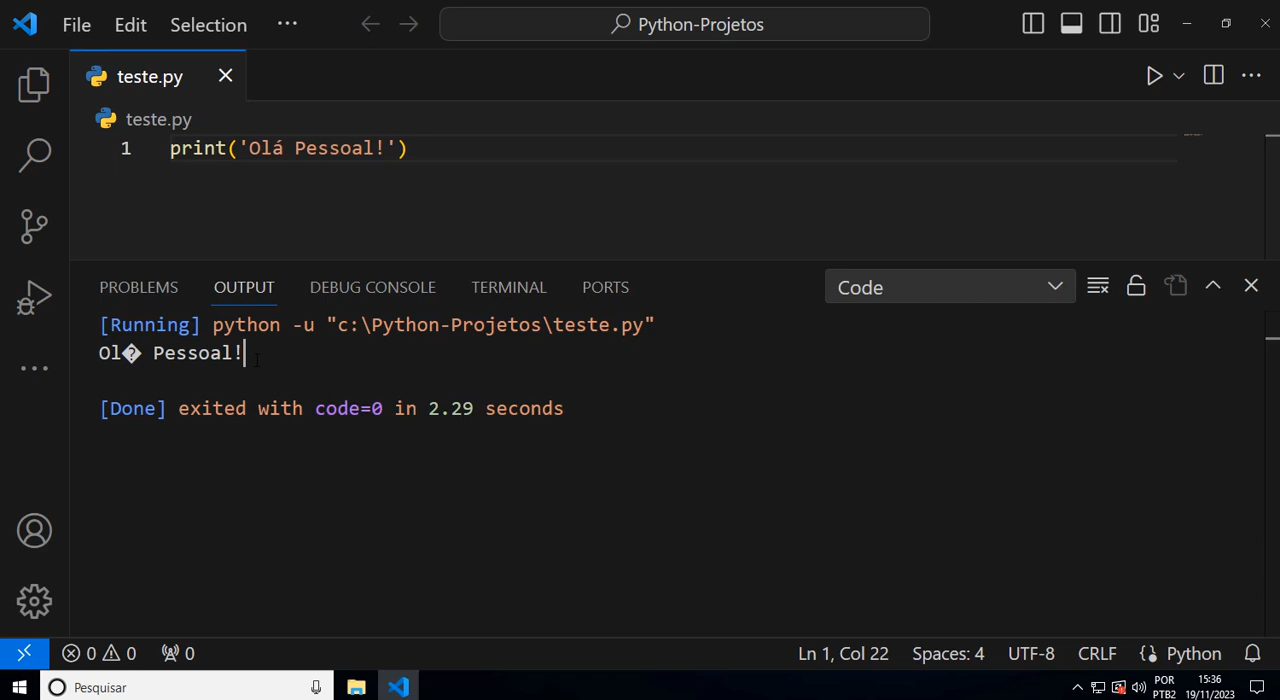 File Edit Selection ··· Python-Projetos
teste.py
teste.py
1 print('Olá Pessoal!')
PROBLEMS OUTPUT DEBUG CONSOLE TERMINAL PORTS Code
[Running] python -u "c:\Python-Projetos\teste.py"
Ol� Pessoal!
[Done] exited with code=0 in 2.29 seconds
0 0 0 Ln 1, Col 22 Spaces: 4 UTF-8 CRLF Python
Pesquisar
POR 15:36
PTB2 19/11/2023